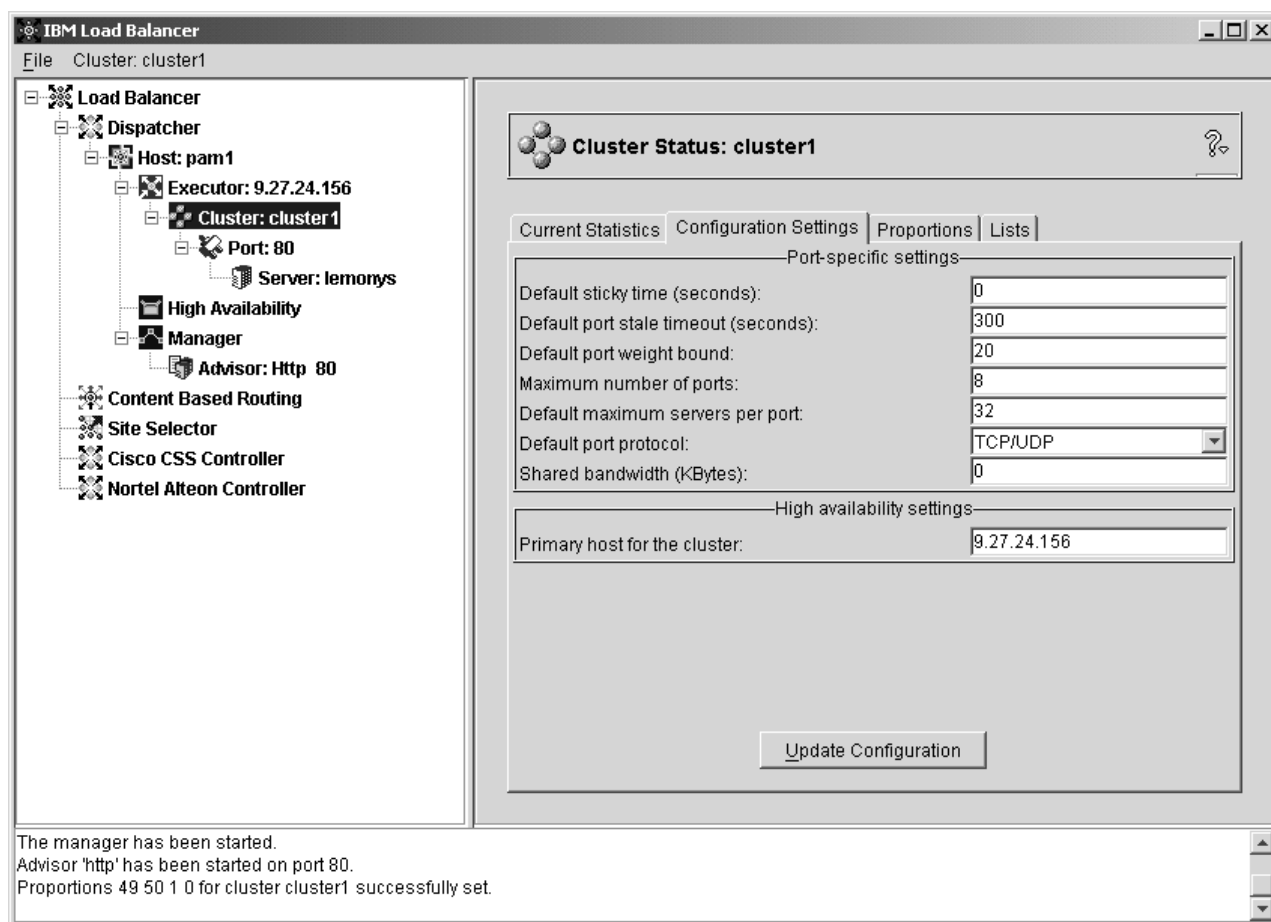 IBM Load Balancer
File Cluster: cluster1
Load Balancer
Dispatcher
Host: pam1
Executor: 9.27.24.156
Cluster: cluster1
Port: 80
Server: lemonys
High Availability
Manager
Advisor: Http 80
Content Based Routing
Site Selector
Cisco CSS Controller
Nortel Alteon Controller
Cluster Status: cluster1
?
Current Statistics Configuration Settings Proportions Lists
Port-specific settings
Default sticky time (seconds): 0
Default port stale timeout (seconds): 300
Default port weight bound: 20
Maximum number of ports: 8
Default maximum servers per port: 32
Default port protocol: TCP/UDP
Shared bandwidth (KBytes): 0
High availability settings
Primary host for the cluster: 9.27.24.156
Update Configuration
The manager has been started.
Advisor 'http' has been started on port 80.
Proportions 49 50 1 0 for cluster cluster1 successfully set.